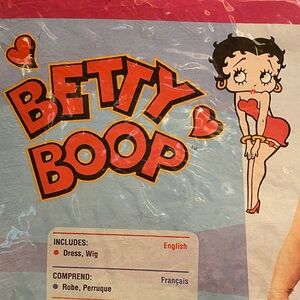 BETTY
BOOP
INCLUDES: English
Dress, Wig
COMPREND: Français
Robe, Perruque